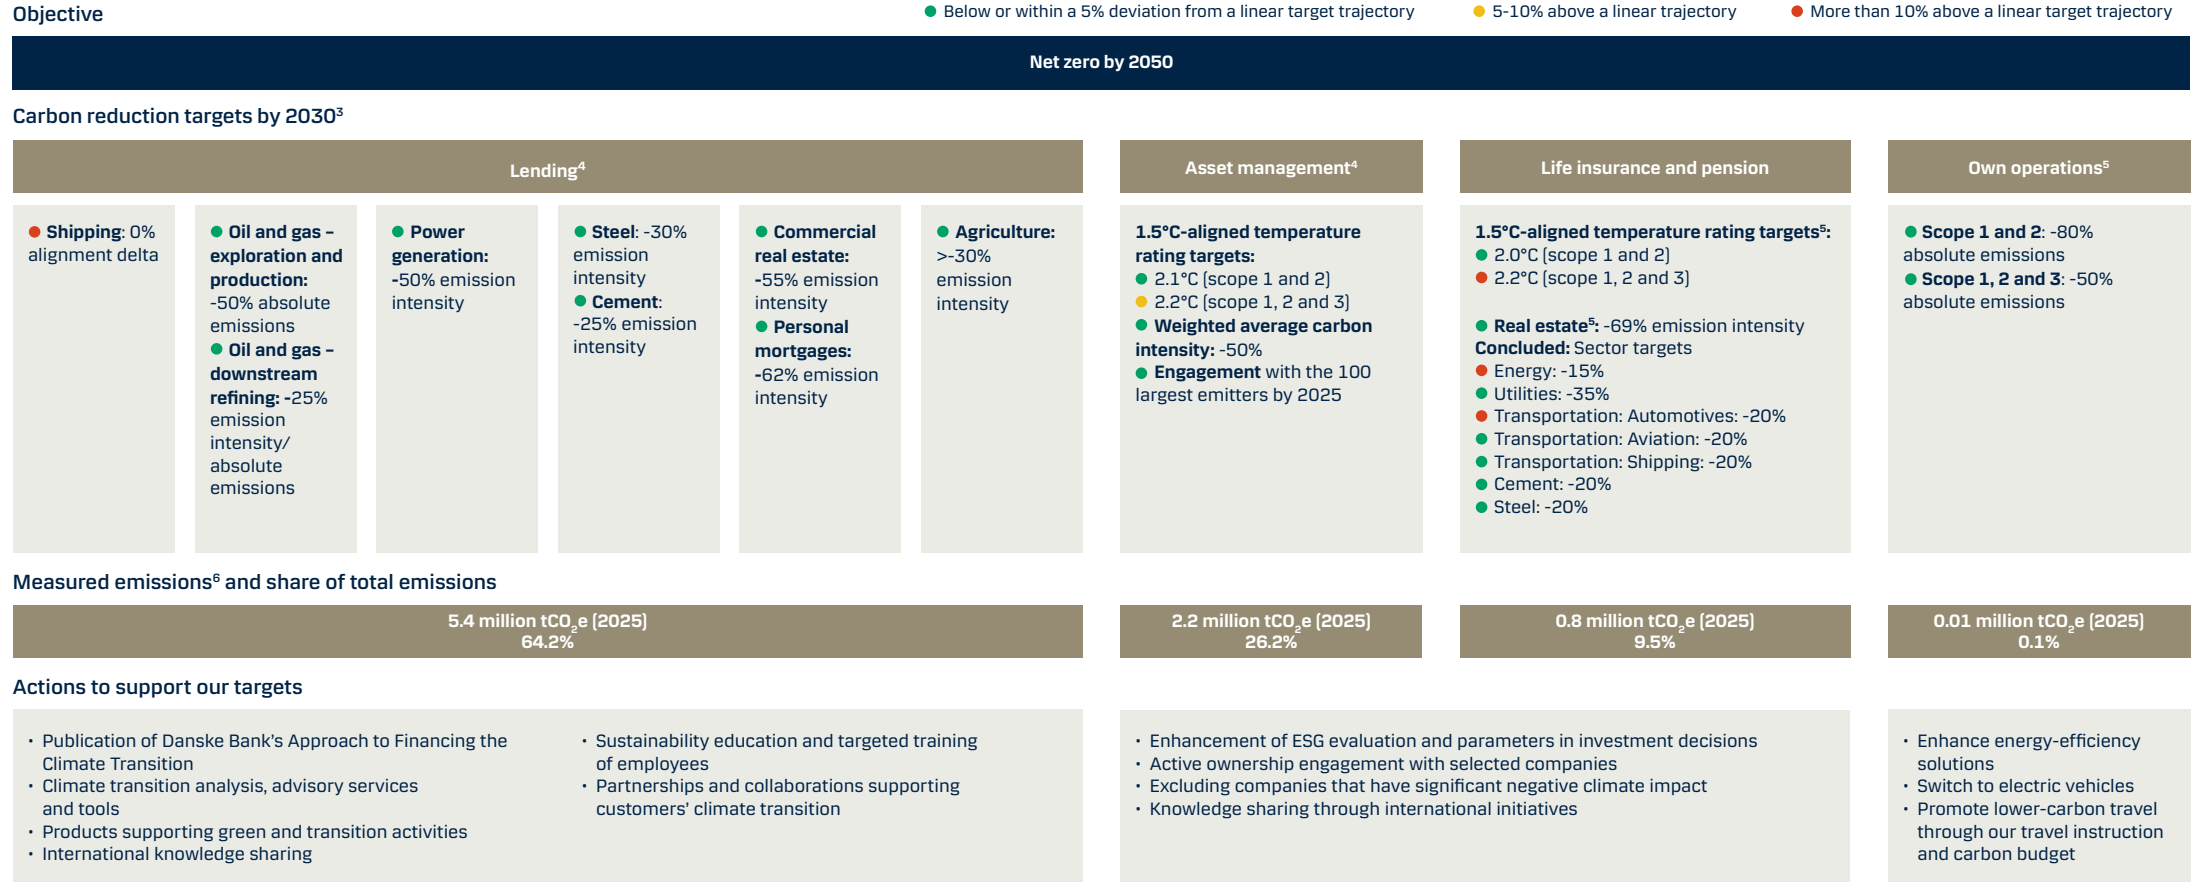 Objective
Below or within a 5% deviation from a linear target trajectory
5-10% above a linear trajectory
More than 10% above a linear target trajectory
Net zero by 2050
Carbon reduction targets by 2030³
Lending⁴
Shipping: 0%
alignment delta
Oil and gas –
exploration and
production:
-50% absolute
emissions
Oil and gas –
downstream
refining: -25%
emission
intensity/
absolute
emissions
Power
generation:
-50% emission
intensity
Steel: -30%
emission
intensity
Cement:
-25% emission
intensity
Commercial
real estate:
-55% emission
intensity
Personal
mortgages:
-62% emission
intensity
Agriculture:
>-30%
emission
intensity
Asset management⁴
1.5°C-aligned temperature
rating targets:
2.1°C (scope 1 and 2)
2.2°C (scope 1, 2 and 3)
Weighted average carbon
intensity: -50%
Engagement with the 100
largest emitters by 2025
Life insurance and pension
1.5°C-aligned temperature rating targets⁵:
2.0°C (scope 1 and 2)
2.2°C (scope 1, 2 and 3)
Real estate⁵: -69% emission intensity
Concluded: Sector targets
Energy: -15%
Utilities: -35%
Transportation: Automotives: -20%
Transportation: Aviation: -20%
Transportation: Shipping: -20%
Cement: -20%
Steel: -20%
Own operations⁵
Scope 1 and 2: -80%
absolute emissions
Scope 1, 2 and 3: -50%
absolute emissions
Measured emissions⁶ and share of total emissions
5.4 million tCO₂e (2025)
64.2%
2.2 million tCO₂e (2025)
26.2%
0.8 million tCO₂e (2025)
9.5%
0.01 million tCO₂e (2025)
0.1%
Actions to support our targets
• Publication of Danske Bank's Approach to Financing the
Climate Transition
• Climate transition analysis, advisory services
and tools
• Products supporting green and transition activities
• International knowledge sharing
• Sustainability education and targeted training
of employees
• Partnerships and collaborations supporting
customers' climate transition
• Enhancement of ESG evaluation and parameters in investment decisions
• Active ownership engagement with selected companies
• Excluding companies that have significant negative climate impact
• Knowledge sharing through international initiatives
• Enhance energy-efficiency
solutions
• Switch to electric vehicles
• Promote lower-carbon travel
through our travel instruction
and carbon budget